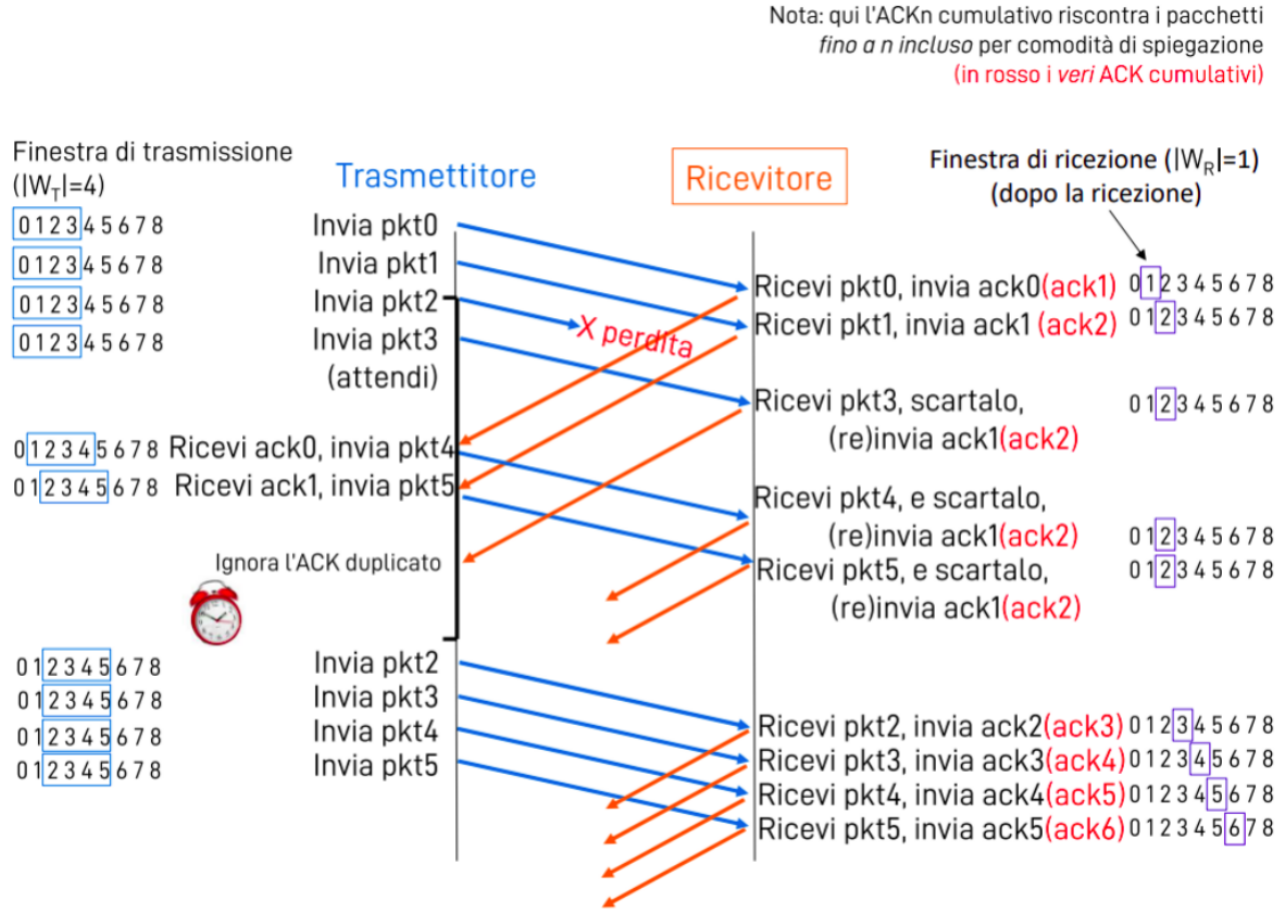 Nota: qui l'ACKn cumulativo riscontra i pacchetti
fino a n incluso per comodità di spiegazione
(in rosso i veri ACK cumulativi)
Finestra di trasmissione
(|WT|=4)
Trasmettitore
Ricevitore
Finestra di ricezione (|WR|=1)
(dopo la ricezione)
0 1 2 3 4 5 6 7 8 Invia pkt0
0 1 2 3 4 5 6 7 8 Invia pkt1
Ricevi pkt0, invia ack0(ack1) 0 1 2 3 4 5 6 7 8
0 1 2 3 4 5 6 7 8 Invia pkt2
X perdita
Ricevi pkt1, invia ack1 (ack2) 0 1 2 3 4 5 6 7 8
0 1 2 3 4 5 6 7 8 Invia pkt3
(attendi)
Ricevi pkt3, scartalo, 0 1 2 3 4 5 6 7 8
(re)invia ack1(ack2)
0 1 2 3 4 5 6 7 8 Ricevi ack0, invia pkt4
0 1 2 3 4 5 6 7 8 Ricevi ack1, invia pkt5
Ricevi pkt4, e scartalo,
(re)invia ack1(ack2) 0 1 2 3 4 5 6 7 8
Ignora l'ACK duplicato
Ricevi pkt5, e scartalo, 0 1 2 3 4 5 6 7 8
(re)invia ack1(ack2)
0 1 2 3 4 5 6 7 8 Invia pkt2
0 1 2 3 4 5 6 7 8 Invia pkt3
0 1 2 3 4 5 6 7 8 Invia pkt4
0 1 2 3 4 5 6 7 8 Invia pkt5
Ricevi pkt2, invia ack2(ack3) 0 1 2 3 4 5 6 7 8
Ricevi pkt3, invia ack3(ack4) 0 1 2 3 4 5 6 7 8
Ricevi pkt4, invia ack4(ack5) 0 1 2 3 4 5 6 7 8
Ricevi pkt5, invia ack5(ack6) 0 1 2 3 4 5 6 7 8